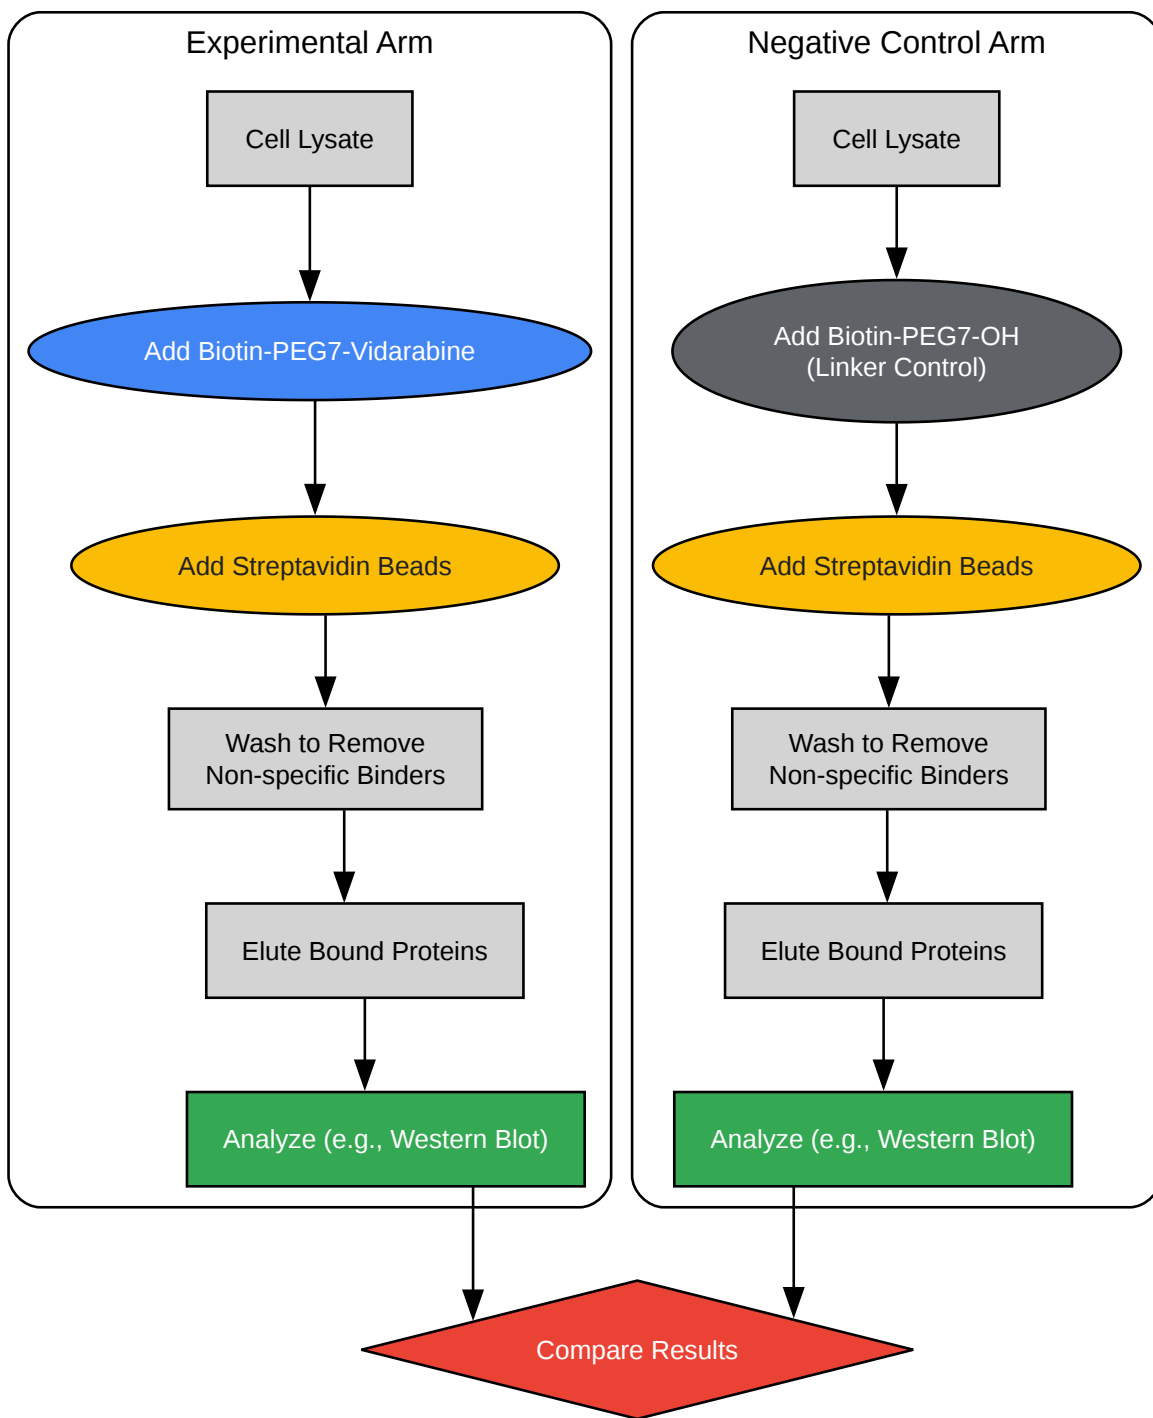 Experimental Arm
Cell Lysate
Add Biotin-PEG7-Vidarabine
Add Streptavidin Beads
Wash to Remove
Non-specific Binders
Elute Bound Proteins
Analyze (e.g., Western Blot)
Negative Control Arm
Cell Lysate
Add Biotin-PEG7-OH
(Linker Control)
Add Streptavidin Beads
Wash to Remove
Non-specific Binders
Elute Bound Proteins
Analyze (e.g., Western Blot)
Compare Results